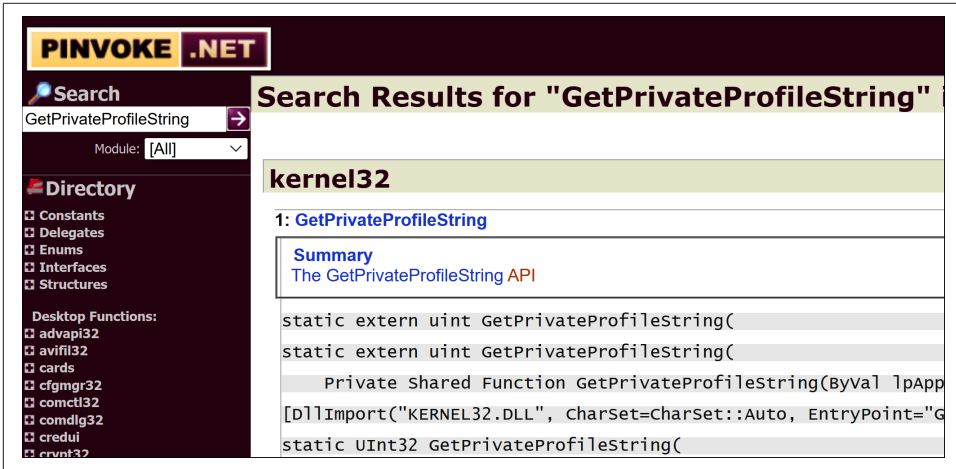 PINVOKE .NET
Search
GetPrivateProfileString
Module: [All]
Directory
Constants
Delegates
Enums
Interfaces
Structures
Desktop Functions:
advapi32
avifil32
cards
cfgmgr32
comctl32
comdlg32
credui
crypt32
Search Results for "GetPrivateProfileString" i
kernel32
1: GetPrivateProfileString
Summary
The GetPrivateProfileString API
static extern uint GetPrivateProfileString(
static extern uint GetPrivateProfileString(
Private Shared Function GetPrivateProfileString(ByVal lpApp
[DllImport("KERNEL32.DLL", CharSet=CharSet::Auto, EntryPoint="G
static UInt32 GetPrivateProfileString(